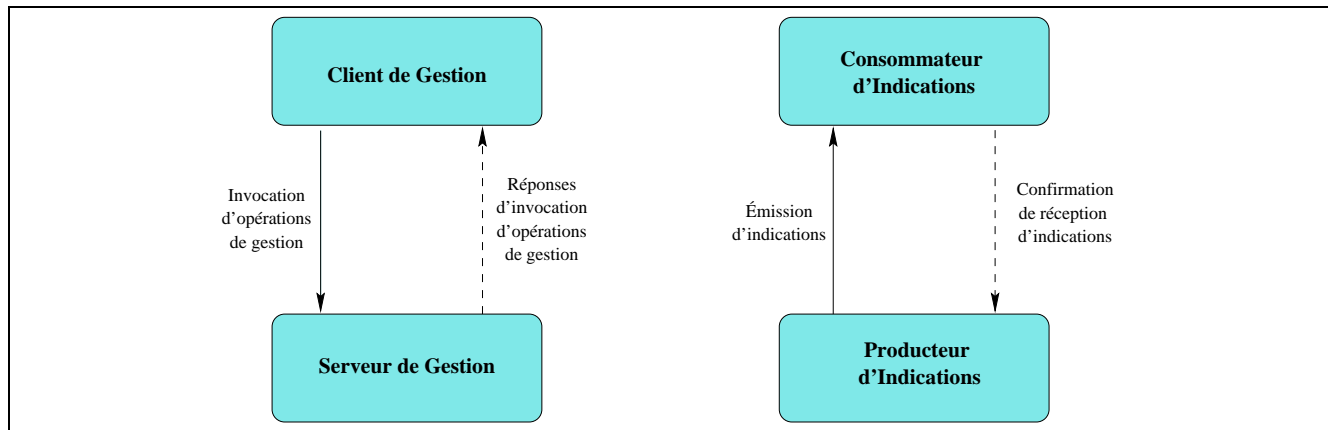 Client de Gestion
Invocation
d’opérations
de gestion
Réponses
d’invocation
d’opérations
de gestion
Serveur de Gestion
Consommateur
d’Indications
Émission
d’indications
Confirmation
de réception
d’indications
Producteur
d’Indications